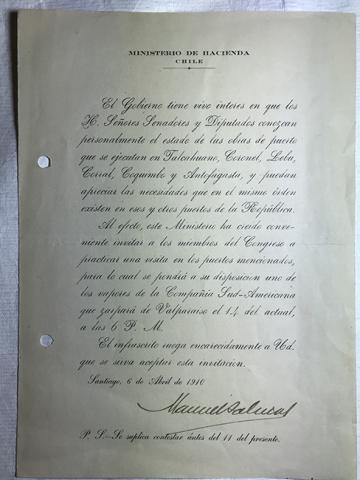 MINISTERIO DE HACIENDA
CHILE
El Gobierno tiene vivo interes en que los
H. Señores Senadores y Diputados conozcan
personalmente el estado de las obras de puerto
que se ejecutan en Talcahuano, Coronel, Lebu,
Corral, Coquimbo y Antofagasta, y puedan
apreciar las necesidades que en el mismo órden
existen en esos y otros puertos de la República.
Al efecto, este Ministerio ha creido conve-
niente invitar a los miembros del Congreso a
practicar una visita en los puertos mencionados,
para lo cual se pondrá a su disposicion uno de
los vapores de la Compañia Sud-Americana
que zarpará de Valparaiso el 14 del actual,
a las 6 P. M.
El infrascrito ruega encarecidamente a Ud.
que se sirva aceptar esta invitacion.
Santiago, 6 de Abril de 1910
Manuel Salinas
P. S.—Se suplica contestar ántes del 11 del presente.